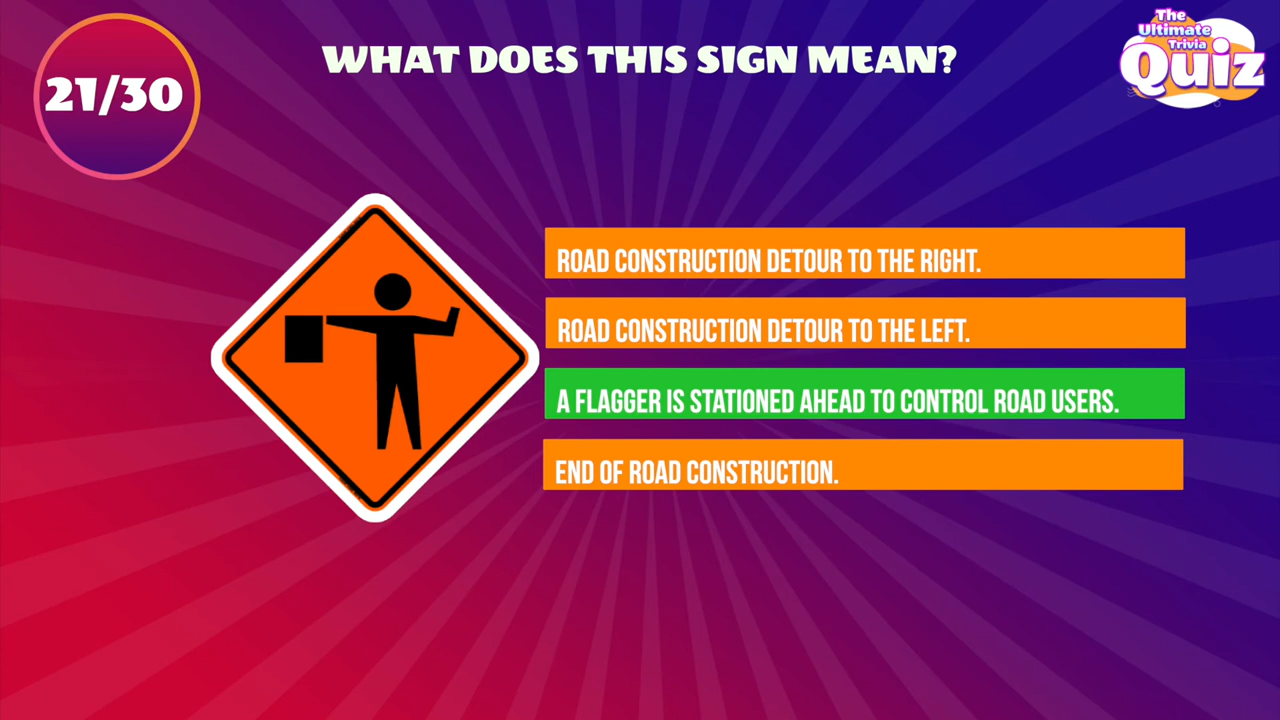 27/30
WHAT DOES THIS SIGN MEAN?
The
Ultimate
Trivia
Quiz
ROAD CONSTRUCTION DETOUR TO THE RIGHT.
ROAD CONSTRUCTION DETOUR TO THE LEFT.
A FLAGGER IS STATIONED AHEAD TO CONTROL ROAD USERS.
END OF ROAD CONSTRUCTION.